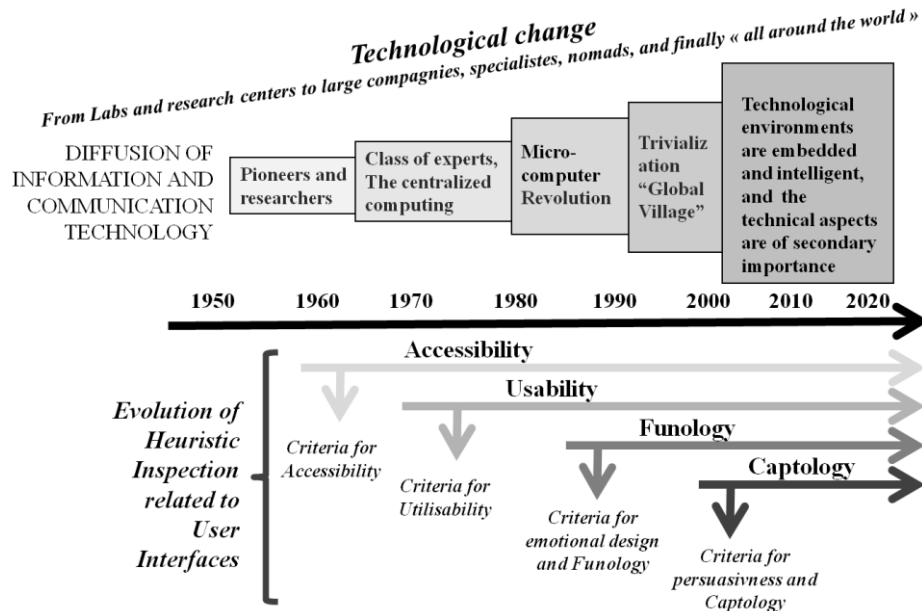 Technological change
From Labs and research centers to large compagnies, specialistes, nomads, and finally « all around the world »
DIFFUSION OF
INFORMATION AND
COMMUNICATION
TECHNOLOGY
Pioneers and
researchers
Class of experts,
The centralized
computing
Micro-
computer
Revolution
Trivializ
ation
“Global
Village”
Technological
environments
are embedded
and intelligent,
and the
technical aspects
are of secondary
importance
1950 1960 1970 1980 1990 2000 2010 2020
Evolution of
Heuristic
Inspection
related to
User
Interfaces
Accessibility
Criteria for
Accessibility
Usability
Criteria for
Utilisability
Funology
Criteria for
emotional design
and Funology
Captology
Criteria for
persuasivness and
Captology